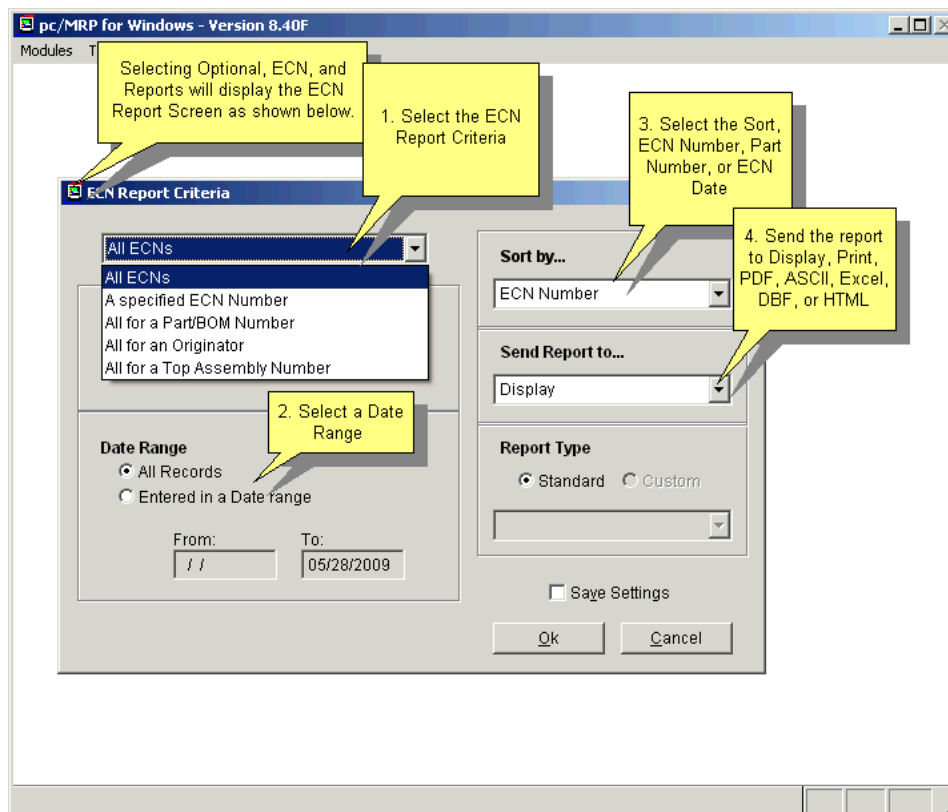 pc/MRP for Windows - Version 8.40F
Modules T
Selecting Optional, ECN, and
Reports will display the ECN
Report Screen as shown below.
1. Select the ECN
Report Criteria
3. Select the Sort,
ECN Number, Part
Number, or ECN
Date
4. Send the report
to Display, Print,
PDF, ASCII, Excel,
DBF, or HTML
ECN Report Criteria
All ECNs
All ECNs
A specified ECN Number
All for a Part/BOM Number
All for an Originator
All for a Top Assembly Number
2. Select a Date
Range
Date Range
All Records
Entered in a Date range
From:
To:
/ /
05/28/2009
Sort by...
ECN Number
Send Report to...
Display
Report Type
Standard
Custom
Save Settings
Ok
Cancel